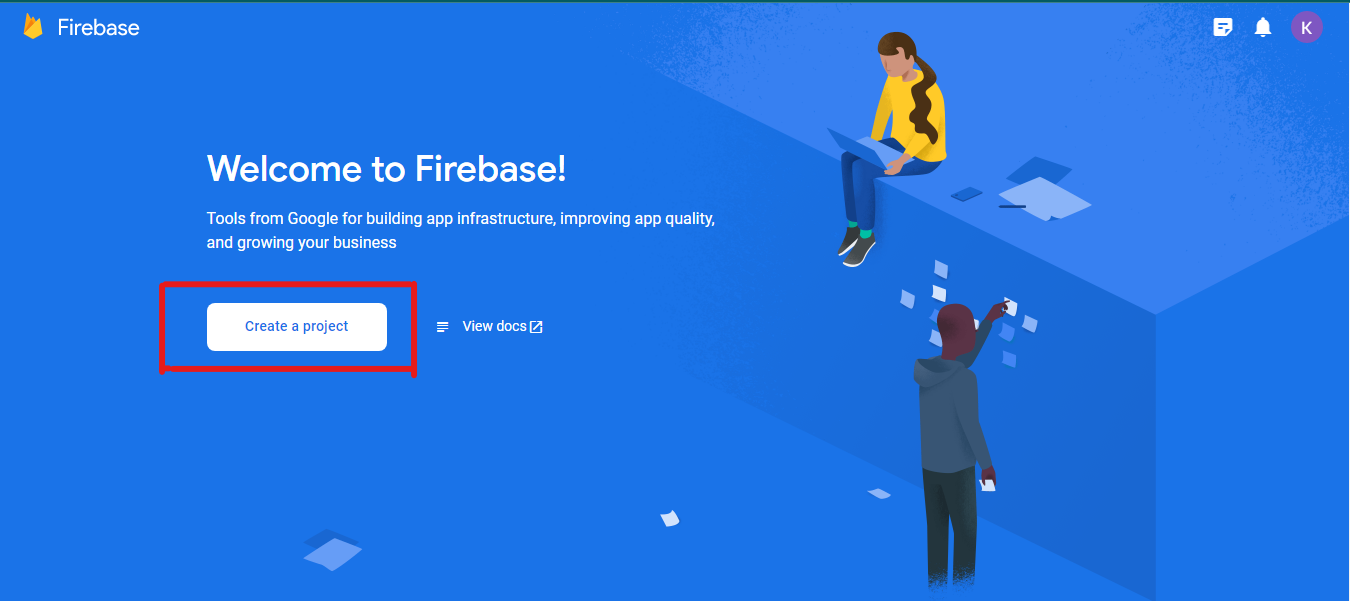 Firebase
K
Welcome to Firebase!
Tools from Google for building app infrastructure, improving app quality,
and growing your business
Create a project
View docs